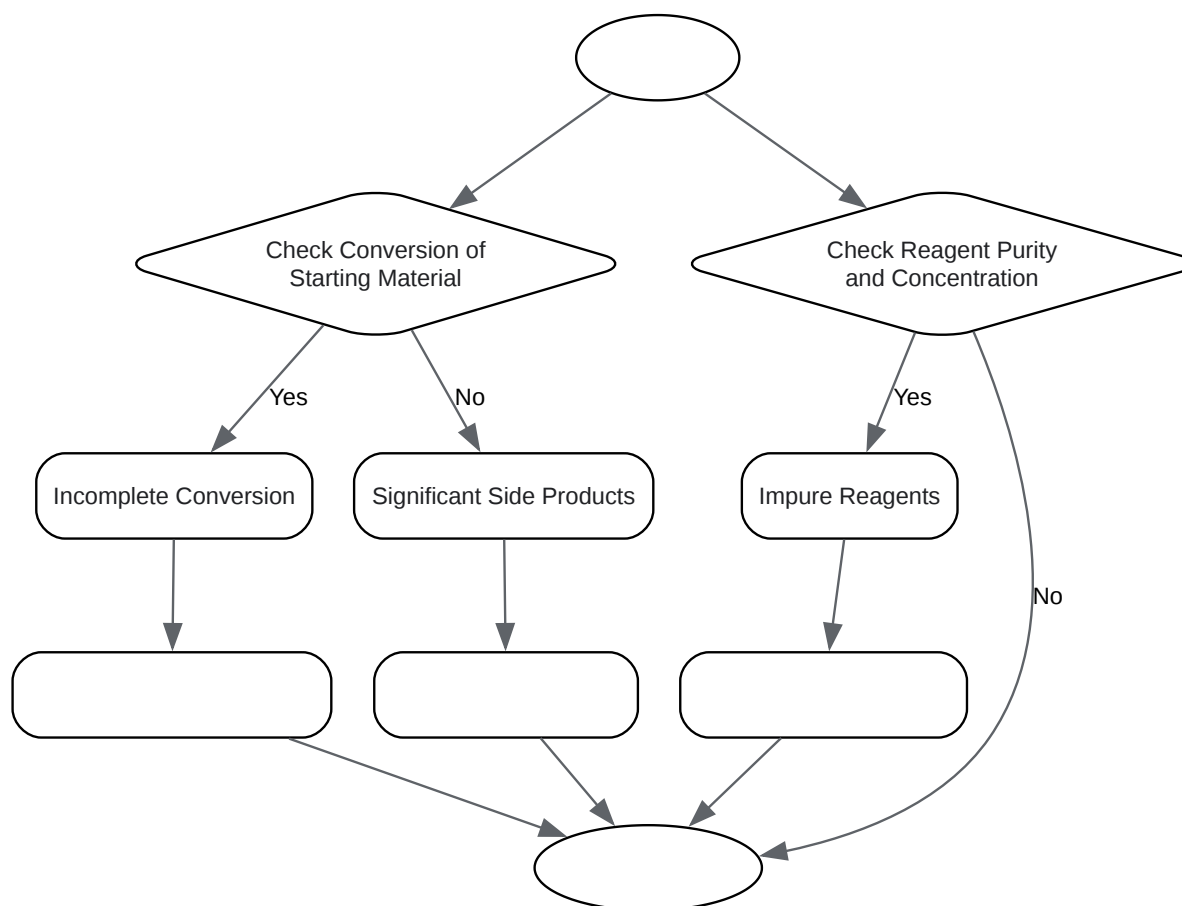 Check Conversion of
Starting Material
Check Reagent Purity
and Concentration
Yes
No
Yes
Incomplete Conversion
Significant Side Products
Impure Reagents
No